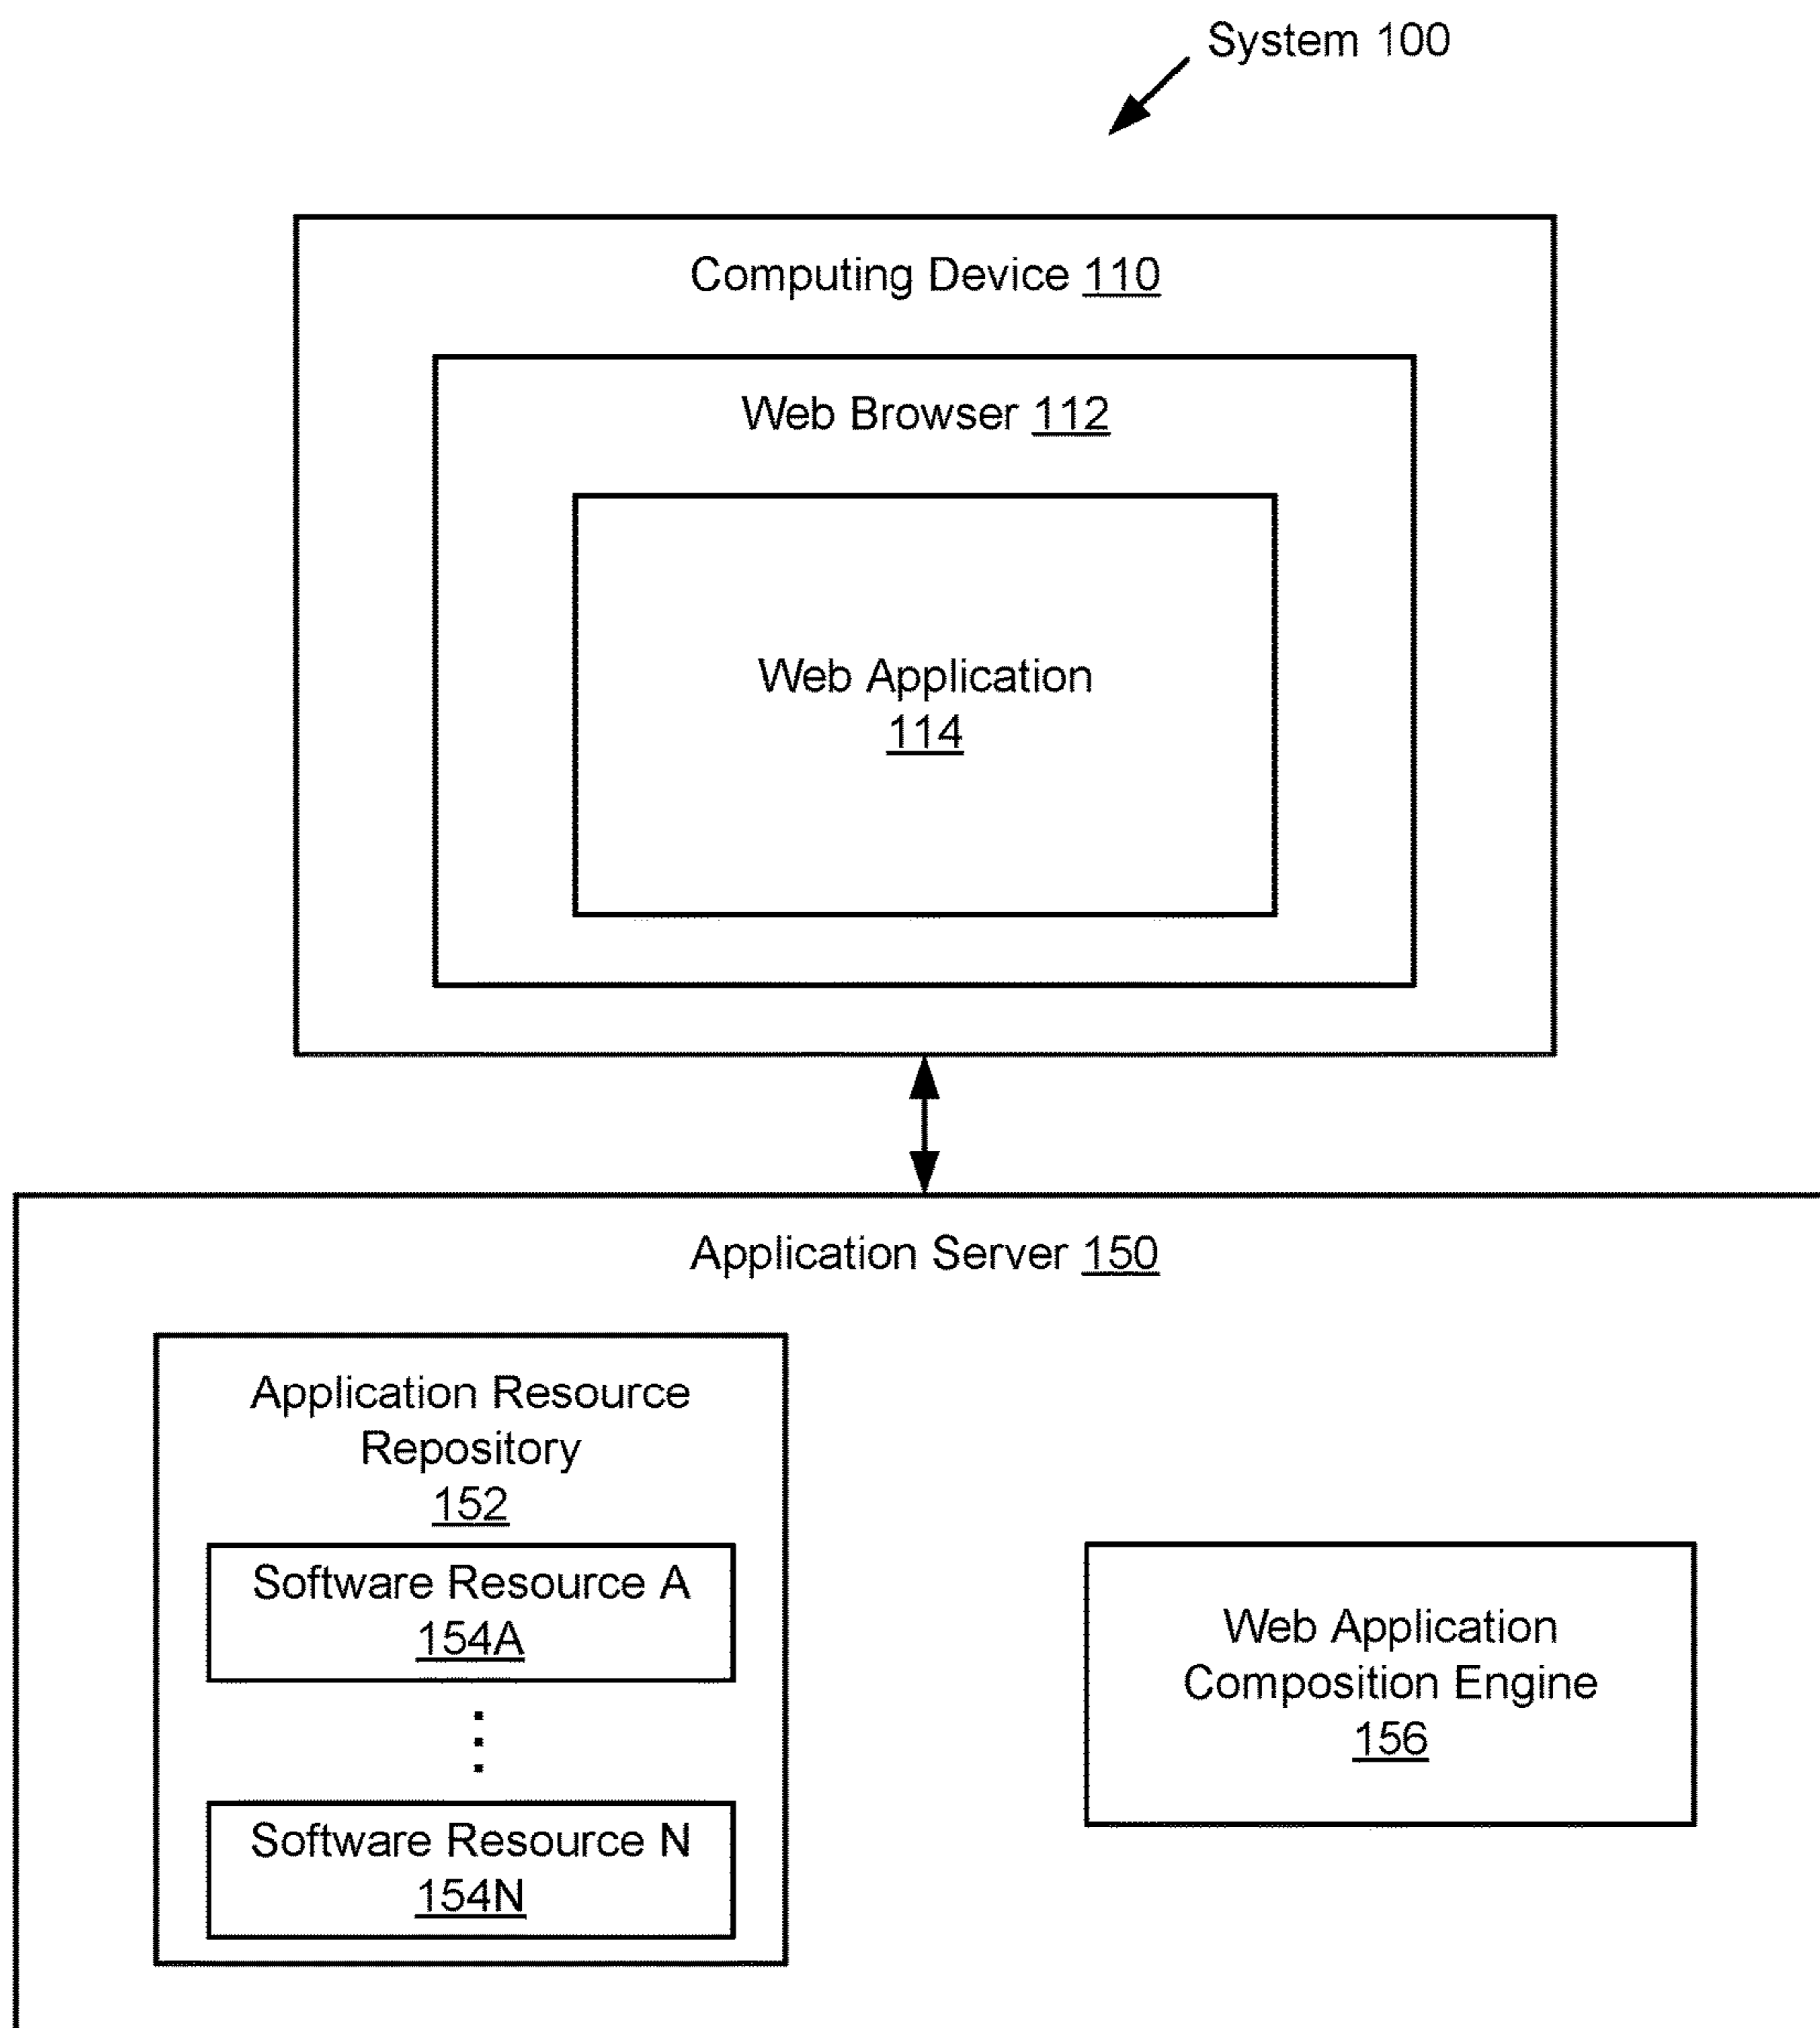 System 100
Computing Device 110
Web Browser 112
Web Application
114
Application Server 150
Application Resource
Repository
152
Software Resource A
154A
Software Resource N
154N
Web Application
Composition Engine
156